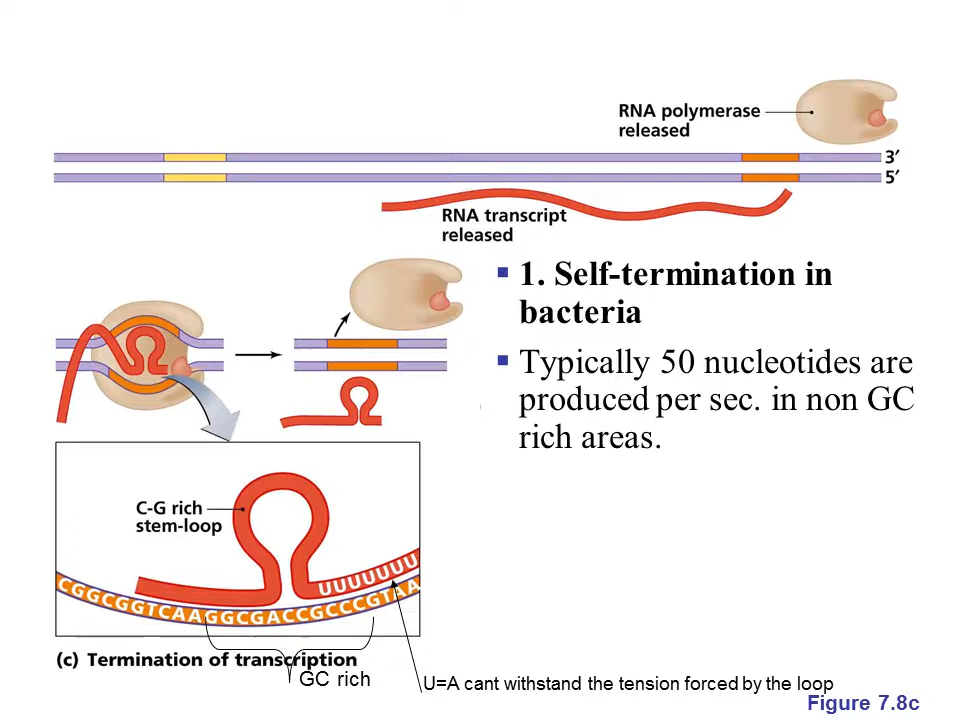 RNA polymerase
released
3′
5′
RNA transcript
released
1. Self-termination in
bacteria
Typically 50 nucleotides are
produced per sec. in non GC
rich areas.
C-G rich
stem-loop
UUUUUUU
CGGCGGTCAAGGCGACCGCCCGTAA
(c) Termination of transcription
GC rich
U=A cant withstand the tension forced by the loop
Figure 7.8c